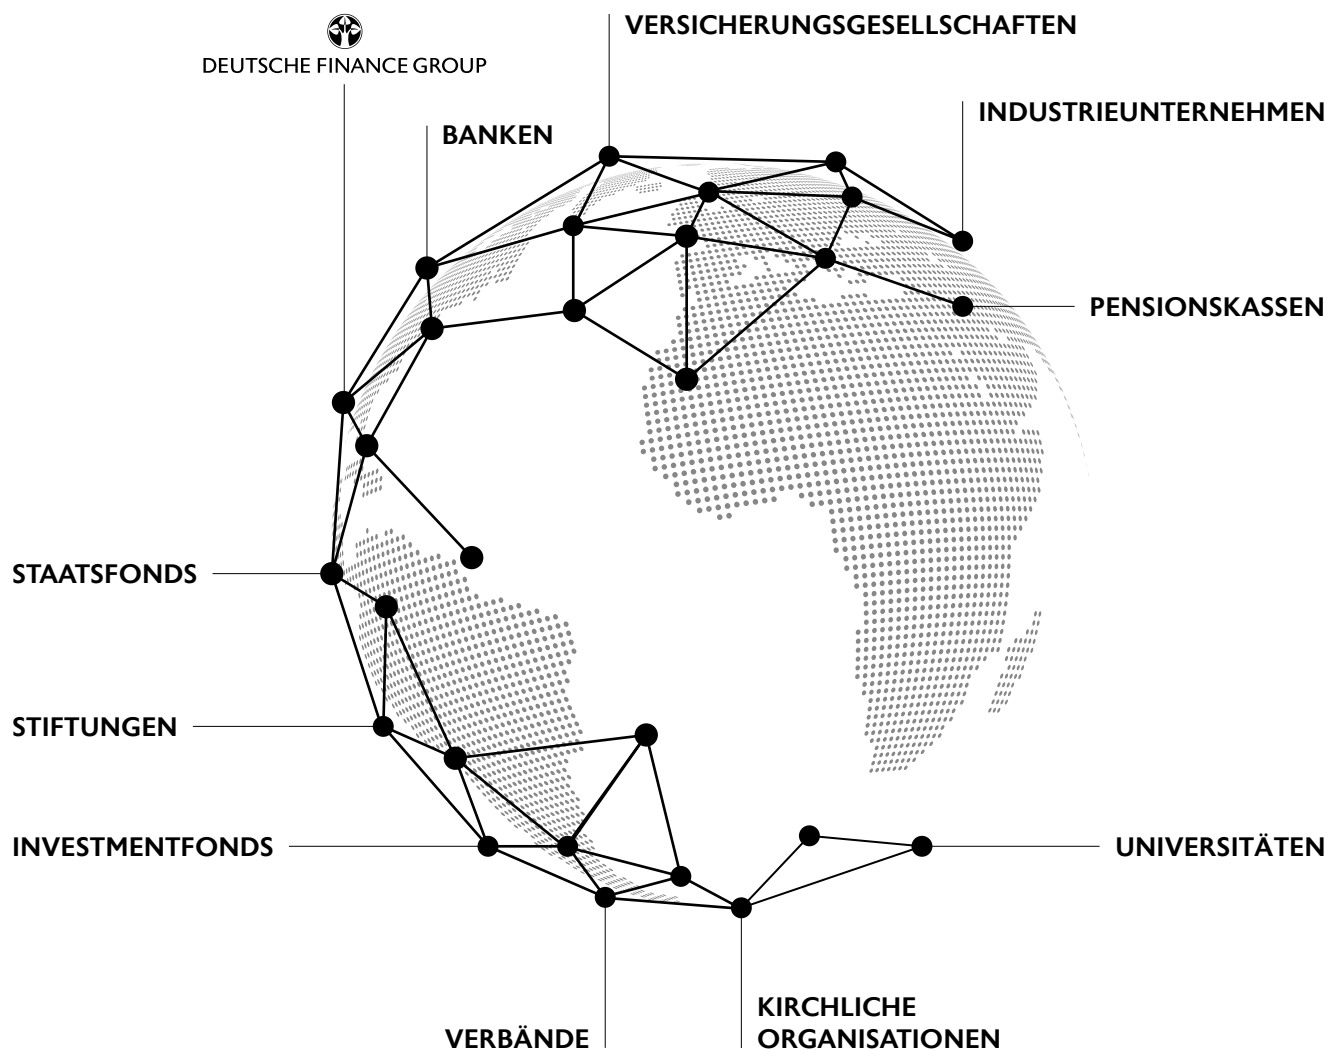 VERSICHERUNGSGESELLSCHAFTEN
DEUTSCHE FINANCE GROUP
INDUSTRIEUNTERNEHMEN
BANKEN
PENSIONSKASSEN
STAATSFONDS
STIFTUNGEN
INVESTMENTFONDS
UNIVERSITÄTEN
KIRCHLICHE
ORGANISATIONEN
VERBÄNDE